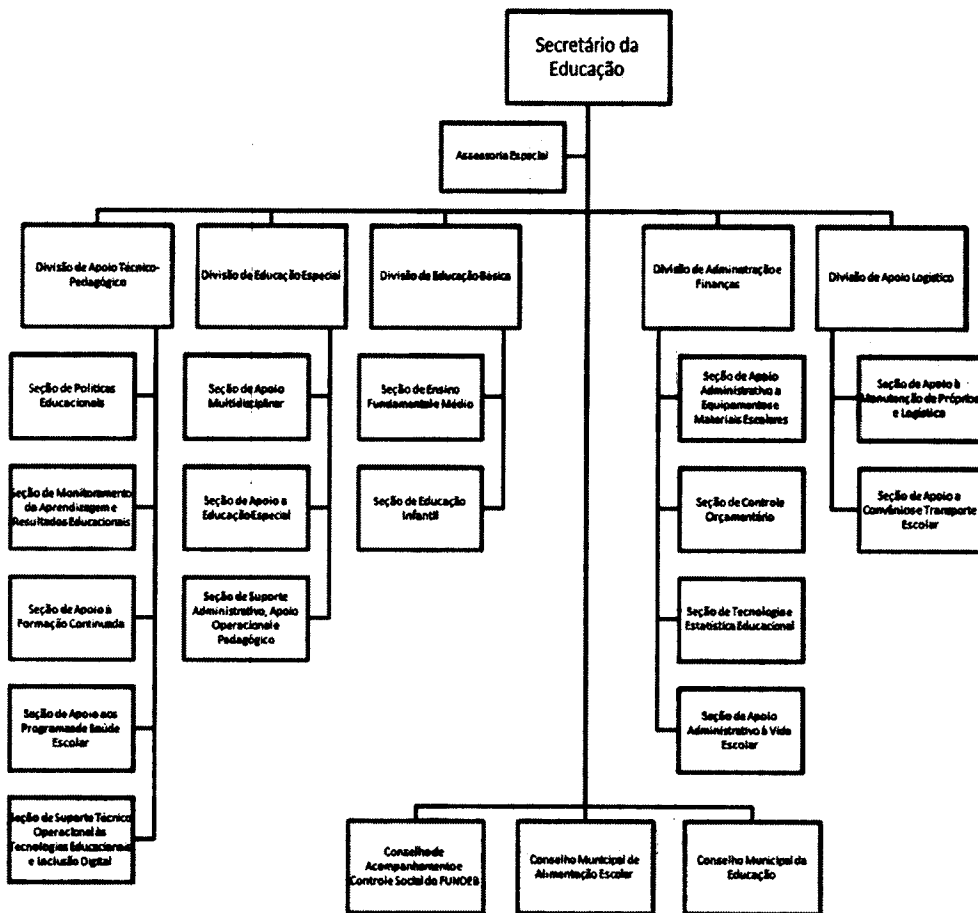 Secretário da
Educação
Assessoria Especial
Divisão de Apoio Técnico-
Pedagógico
Divisão de Educação Especial
Divisão de Educação Básica
Divisão de Administração e
Finanças
Divisão de Apoio Logístico
Seção de Políticas
Educacionais
Seção de Monitoramento
da Aprendizagem e
Resultados Educacionais
Seção de Apoio à
Formação Continuada
Seção de Apoio aos
Programas de Saúde
Escolar
Seção de Suporte Técnico
Operacional às
Tecnologias Educacionais
e Inclusão Digital
Seção de Apoio
Multidisciplinar
Seção de Apoio a
Educação Especial
Seção de Suporte
Administrativo, Apoio
Operacional e
Pedagógico
Seção de Ensino
Fundamental e Médio
Seção de Educação
Infantil
Seção de Apoio
Administrativo a
Equipamentos e
Materiais Escolares
Seção de Controle
Orçamentário
Seção de Tecnologia e
Estatística Educacional
Seção de Apoio
Administrativo à Vida
Escolar
Seção de Apoio à
Manutenção de Próprios
e Logística
Seção de Apoio a
Convênios e Transporte
Escolar
Conselho de
Acompanhamento e
Controle Social do FUNDEB
Conselho Municipal de
Alimentação Escolar
Conselho Municipal da
Educação